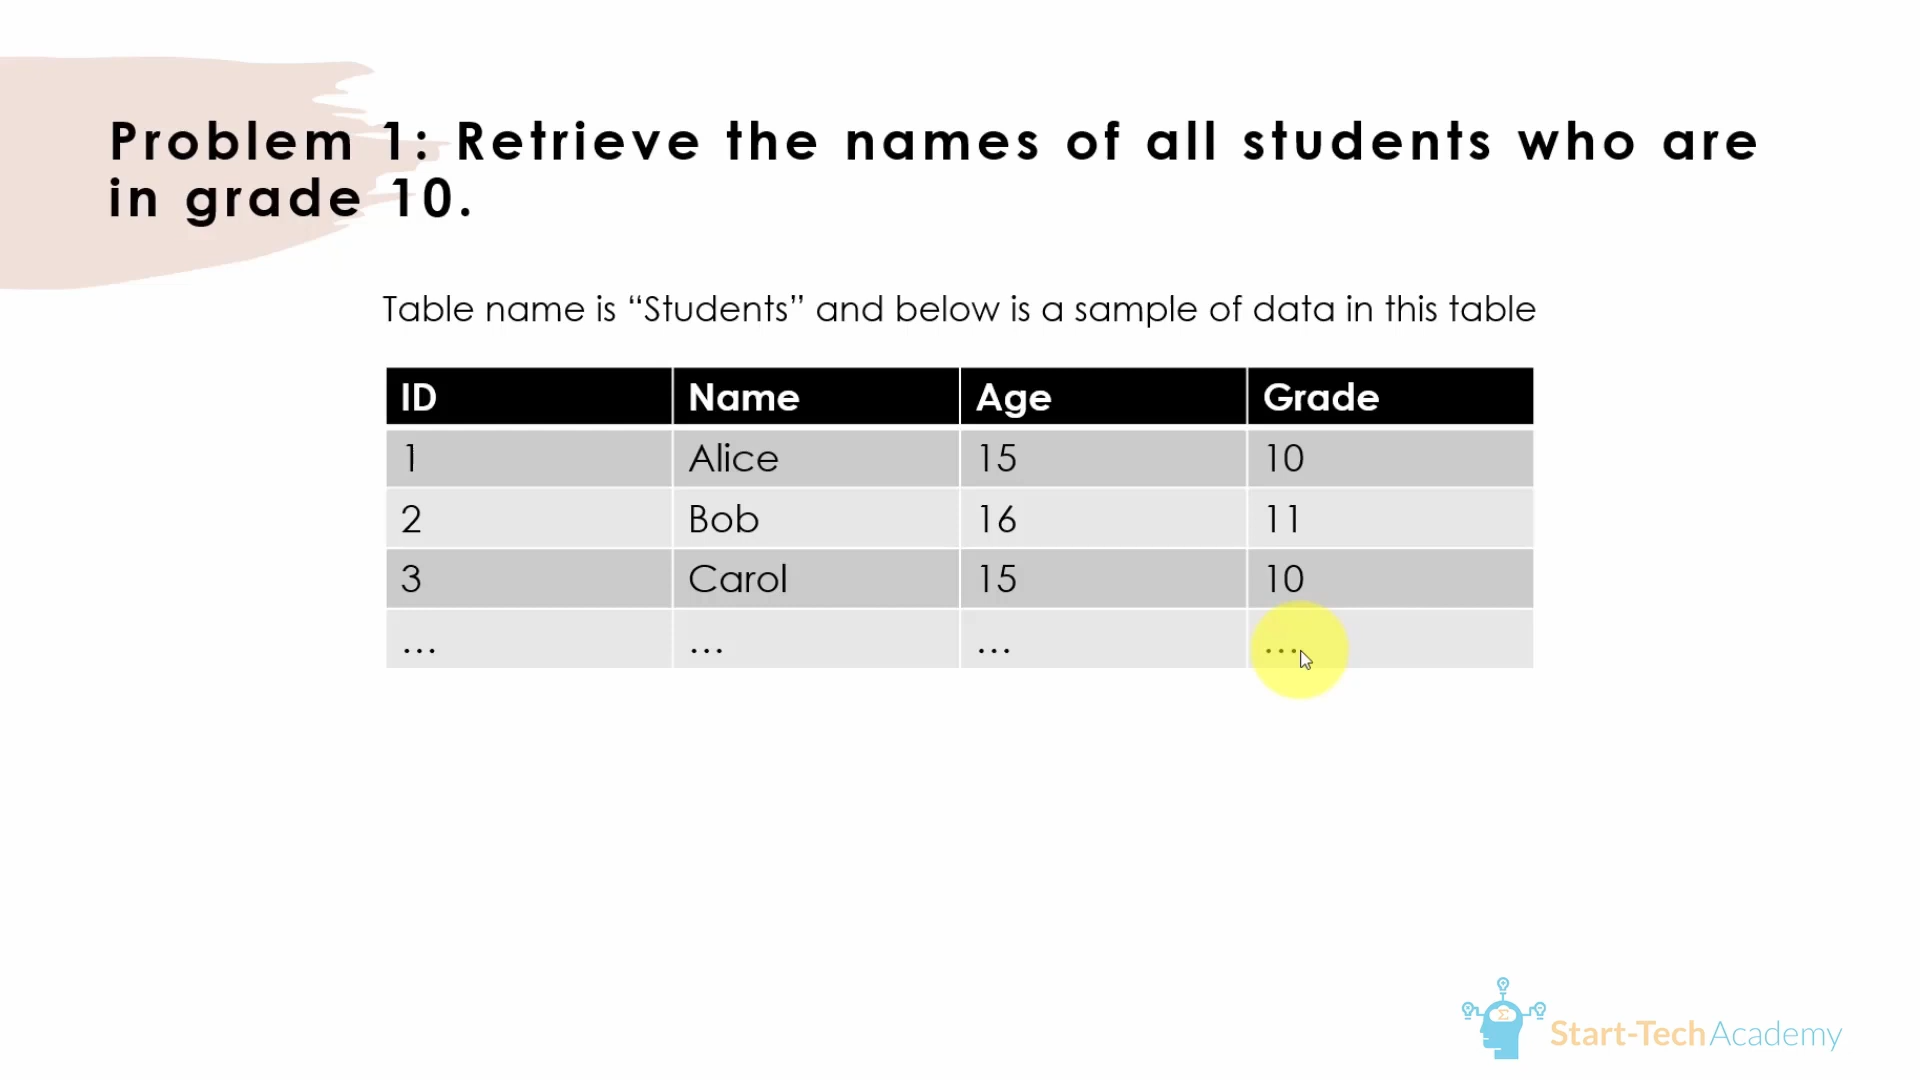 Problem 1: Retrieve the names of all students who are
in grade 10.
Table name is “Students” and below is a sample of data in this table
ID Name Age Grade
1 Alice 15 10
2 Bob 16 11
3 Carol 15 10
... ... ... ...
Start-Tech Academy